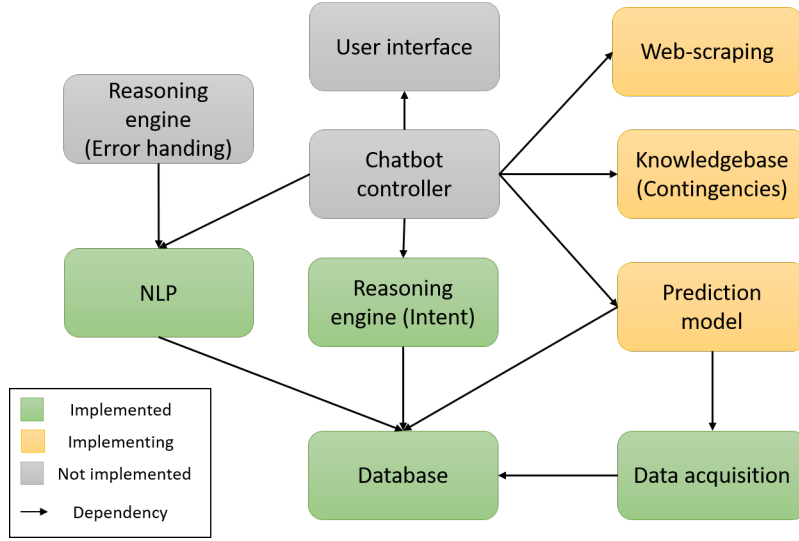 User interface
Web-scraping
Reasoning
engine
(Error handing)
Chatbot
controller
Knowledgebase
(Contingencies)
NLP
Reasoning
engine (Intent)
Prediction
model
Implemented
Implementing
Not implemented
Dependency
Database
Data acquisition